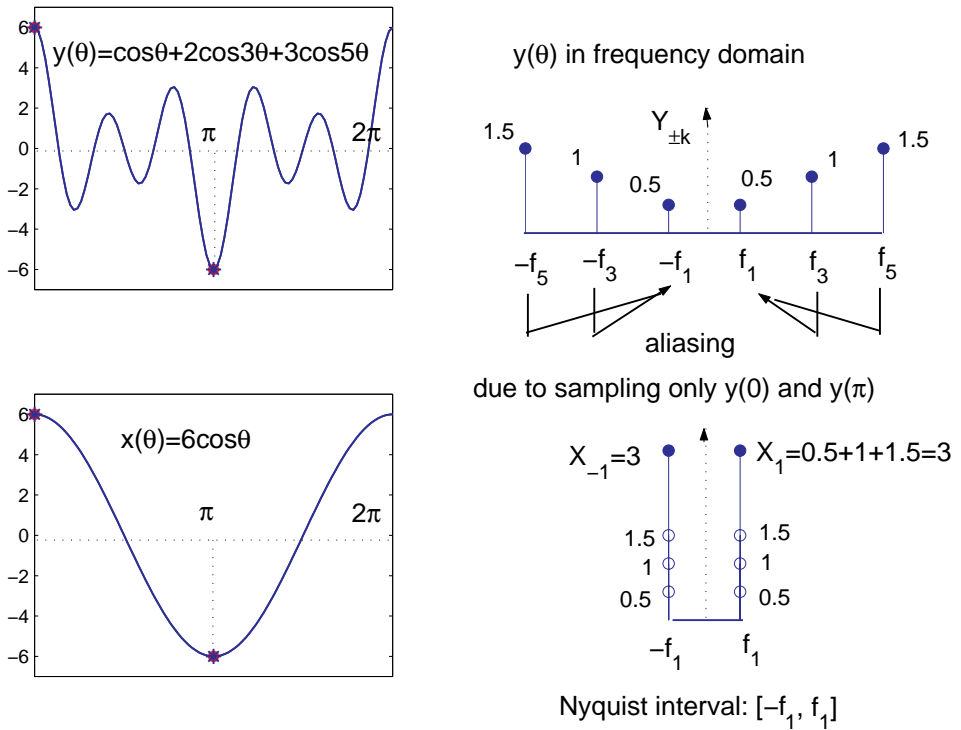 y(θ)=cosθ+2cos3θ+3cos5θ
6
4
2
0
−2
−4
−6
π
2π
y(θ) in frequency domain
Y±k
1.5
1
0.5
0.5
1
1.5
−f5
−f3
−f1
f1
f3
f5
aliasing
due to sampling only y(0) and y(π)
x(θ)=6cosθ
6
4
2
0
−2
−4
−6
π
2π
X−1=3
X1=0.5+1+1.5=3
1.5
1
0.5
1.5
1
0.5
−f1
f1
Nyquist interval: [−f1, f1]